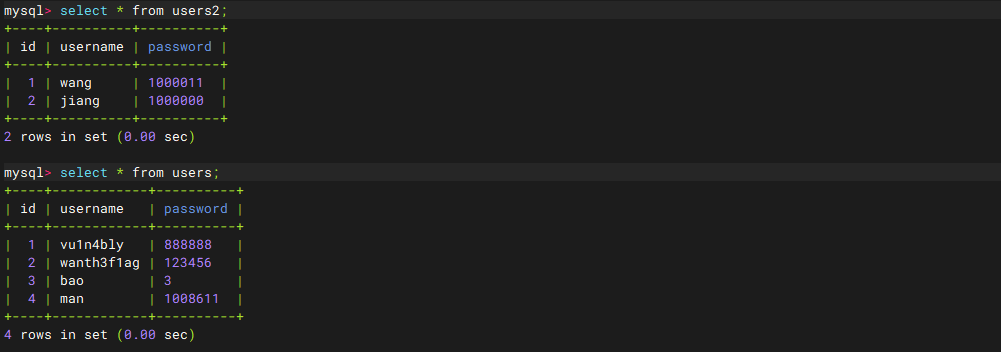 mysql> select * from users2;
+----+----------+----------+
| id | username | password |
+----+----------+----------+
|  1 | wang     | 1000011  |
|  2 | jiang    | 1000000  |
+----+----------+----------+
2 rows in set (0.00 sec)
mysql> select * from users;
+----+------------+----------+
| id | username   | password |
+----+------------+----------+
|  1 | vu1n4bly   | 888888   |
|  2 | wanth3f1ag | 123456   |
|  3 | bao        | 3        |
|  4 | man        | 1008611  |
+----+------------+----------+
4 rows in set (0.00 sec)